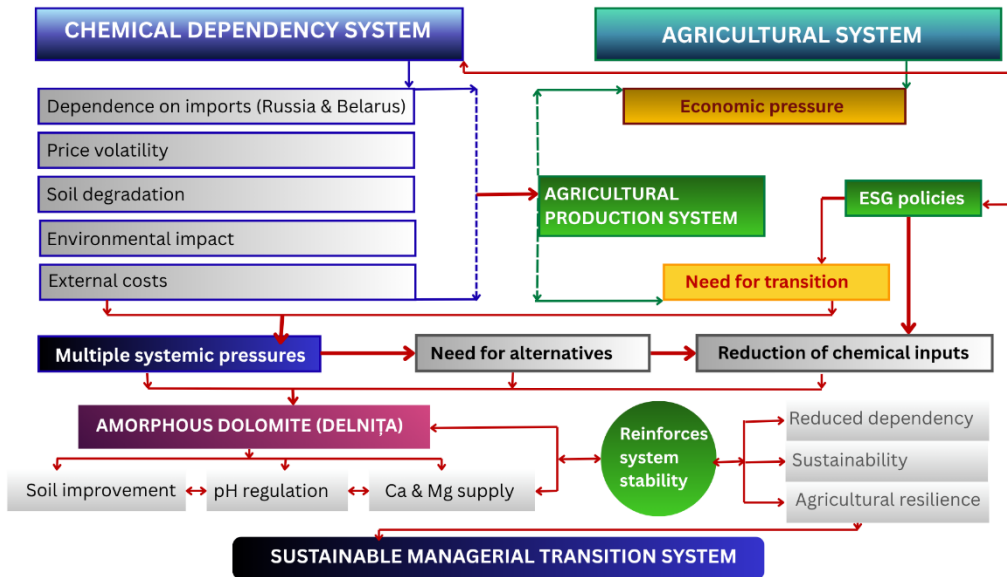 CHEMICAL DEPENDENCY SYSTEM
AGRICULTURAL SYSTEM
Dependence on imports (Russia & Belarus)
Economic pressure
Price volatility
Soil degradation
AGRICULTURAL
PRODUCTION SYSTEM
ESG policies
Environmental impact
External costs
Need for transition
Multiple systemic pressures
Need for alternatives
Reduction of chemical inputs
AMORPHOUS DOLOMITE (DELNIȚA)
Reinforces
system
stability
Reduced dependency
Sustainability
Agricultural resilience
Soil improvement
pH regulation
Ca & Mg supply
SUSTAINABLE MANAGERIAL TRANSITION SYSTEM